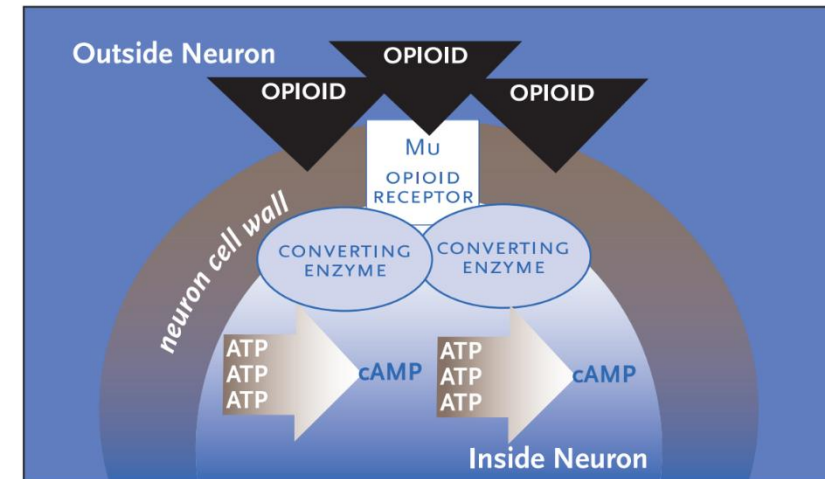 Outside Neuron
OPIOID
OPIOID
OPIOID
Mu
OPIOID
RECEPTOR
neuron cell wall
CONVERTING
ENZYME
CONVERTING
ENZYME
ATP
ATP
ATP
cAMP
ATP
ATP
ATP
cAMP
Inside Neuron